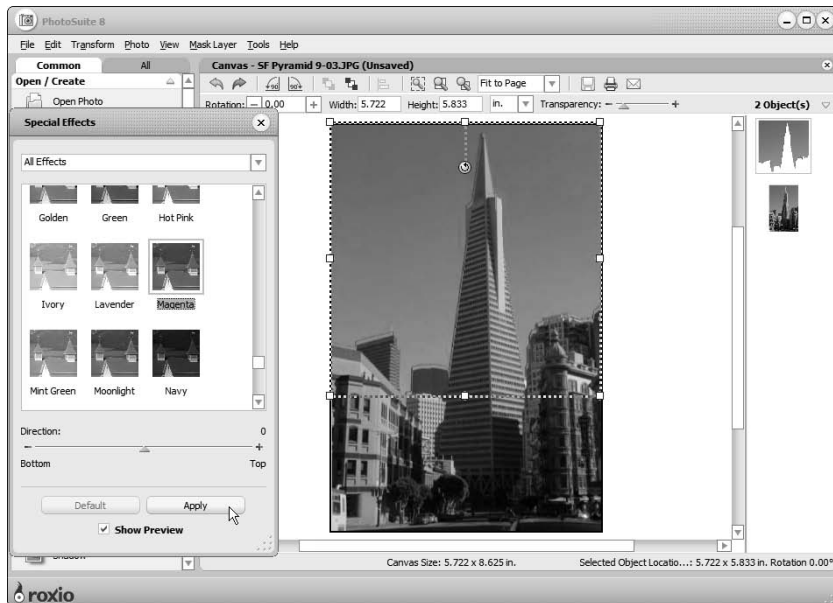 PhotoSuite 8
File Edit Transform Photo View Mask Layer Tools Help
Common All
Open / Create
Open Photo
Canvas - SF Pyramid 9-03.JPG (Unsaved)
+90 90+ Fit to Page
Rotation: 0.00 Width: 5.722 Height: 5.833 in. Transparency: 2 Object(s)
Special Effects
All Effects
Golden Green Hot Pink
Ivory Lavender Magenta
Mint Green Moonlight Navy
Direction: 0
Bottom Top
Default Apply
Show Preview
Shadow
Canvas Size: 5.722 x 8.625 in. Selected Object Locatio...: 5.722 x 5.833 in. Rotation 0.00°
roxio